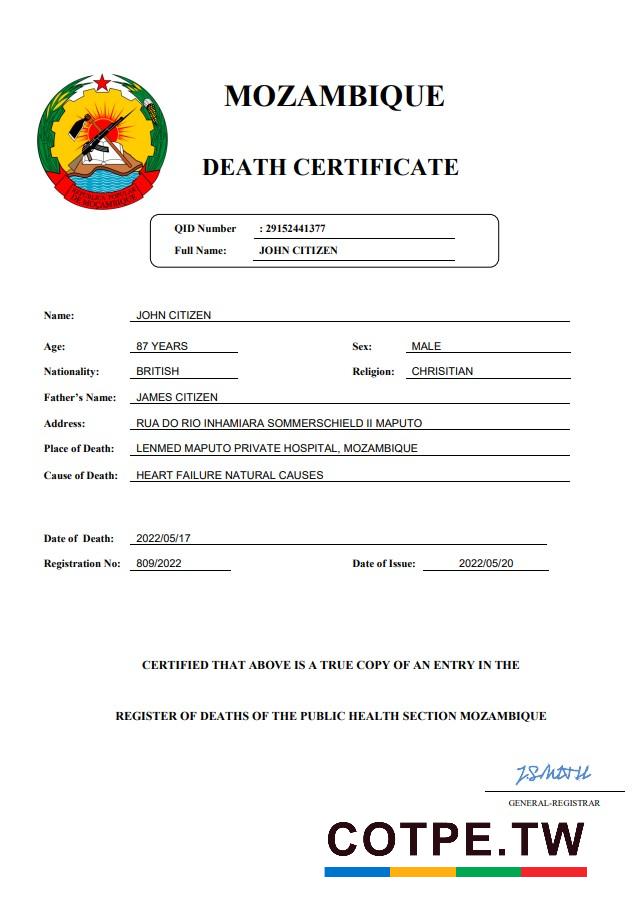 MOZAMBIQUE
DEATH CERTIFICATE
REPÚBLICA POPULAR
DE MOÇAMBIQUE
QID Number : 29152441377
Full Name: JOHN CITIZEN
Name: JOHN CITIZEN
Age: 87 YEARS Sex: MALE
Nationality: BRITISH Religion: CHRISITIAN
Father's Name: JAMES CITIZEN
Address: RUA DO RIO INHAMIARA SOMMERSCHIELD II MAPUTO
Place of Death: LENMED MAPUTO PRIVATE HOSPITAL, MOZAMBIQUE
Cause of Death: HEART FAILURE NATURAL CAUSES
Date of Death: 2022/05/17
Registration No: 809/2022 Date of Issue: 2022/05/20
CERTIFIED THAT ABOVE IS A TRUE COPY OF AN ENTRY IN THE
REGISTER OF DEATHS OF THE PUBLIC HEALTH SECTION MOZAMBIQUE
GENERAL-REGISTRAR
COTPE.TW